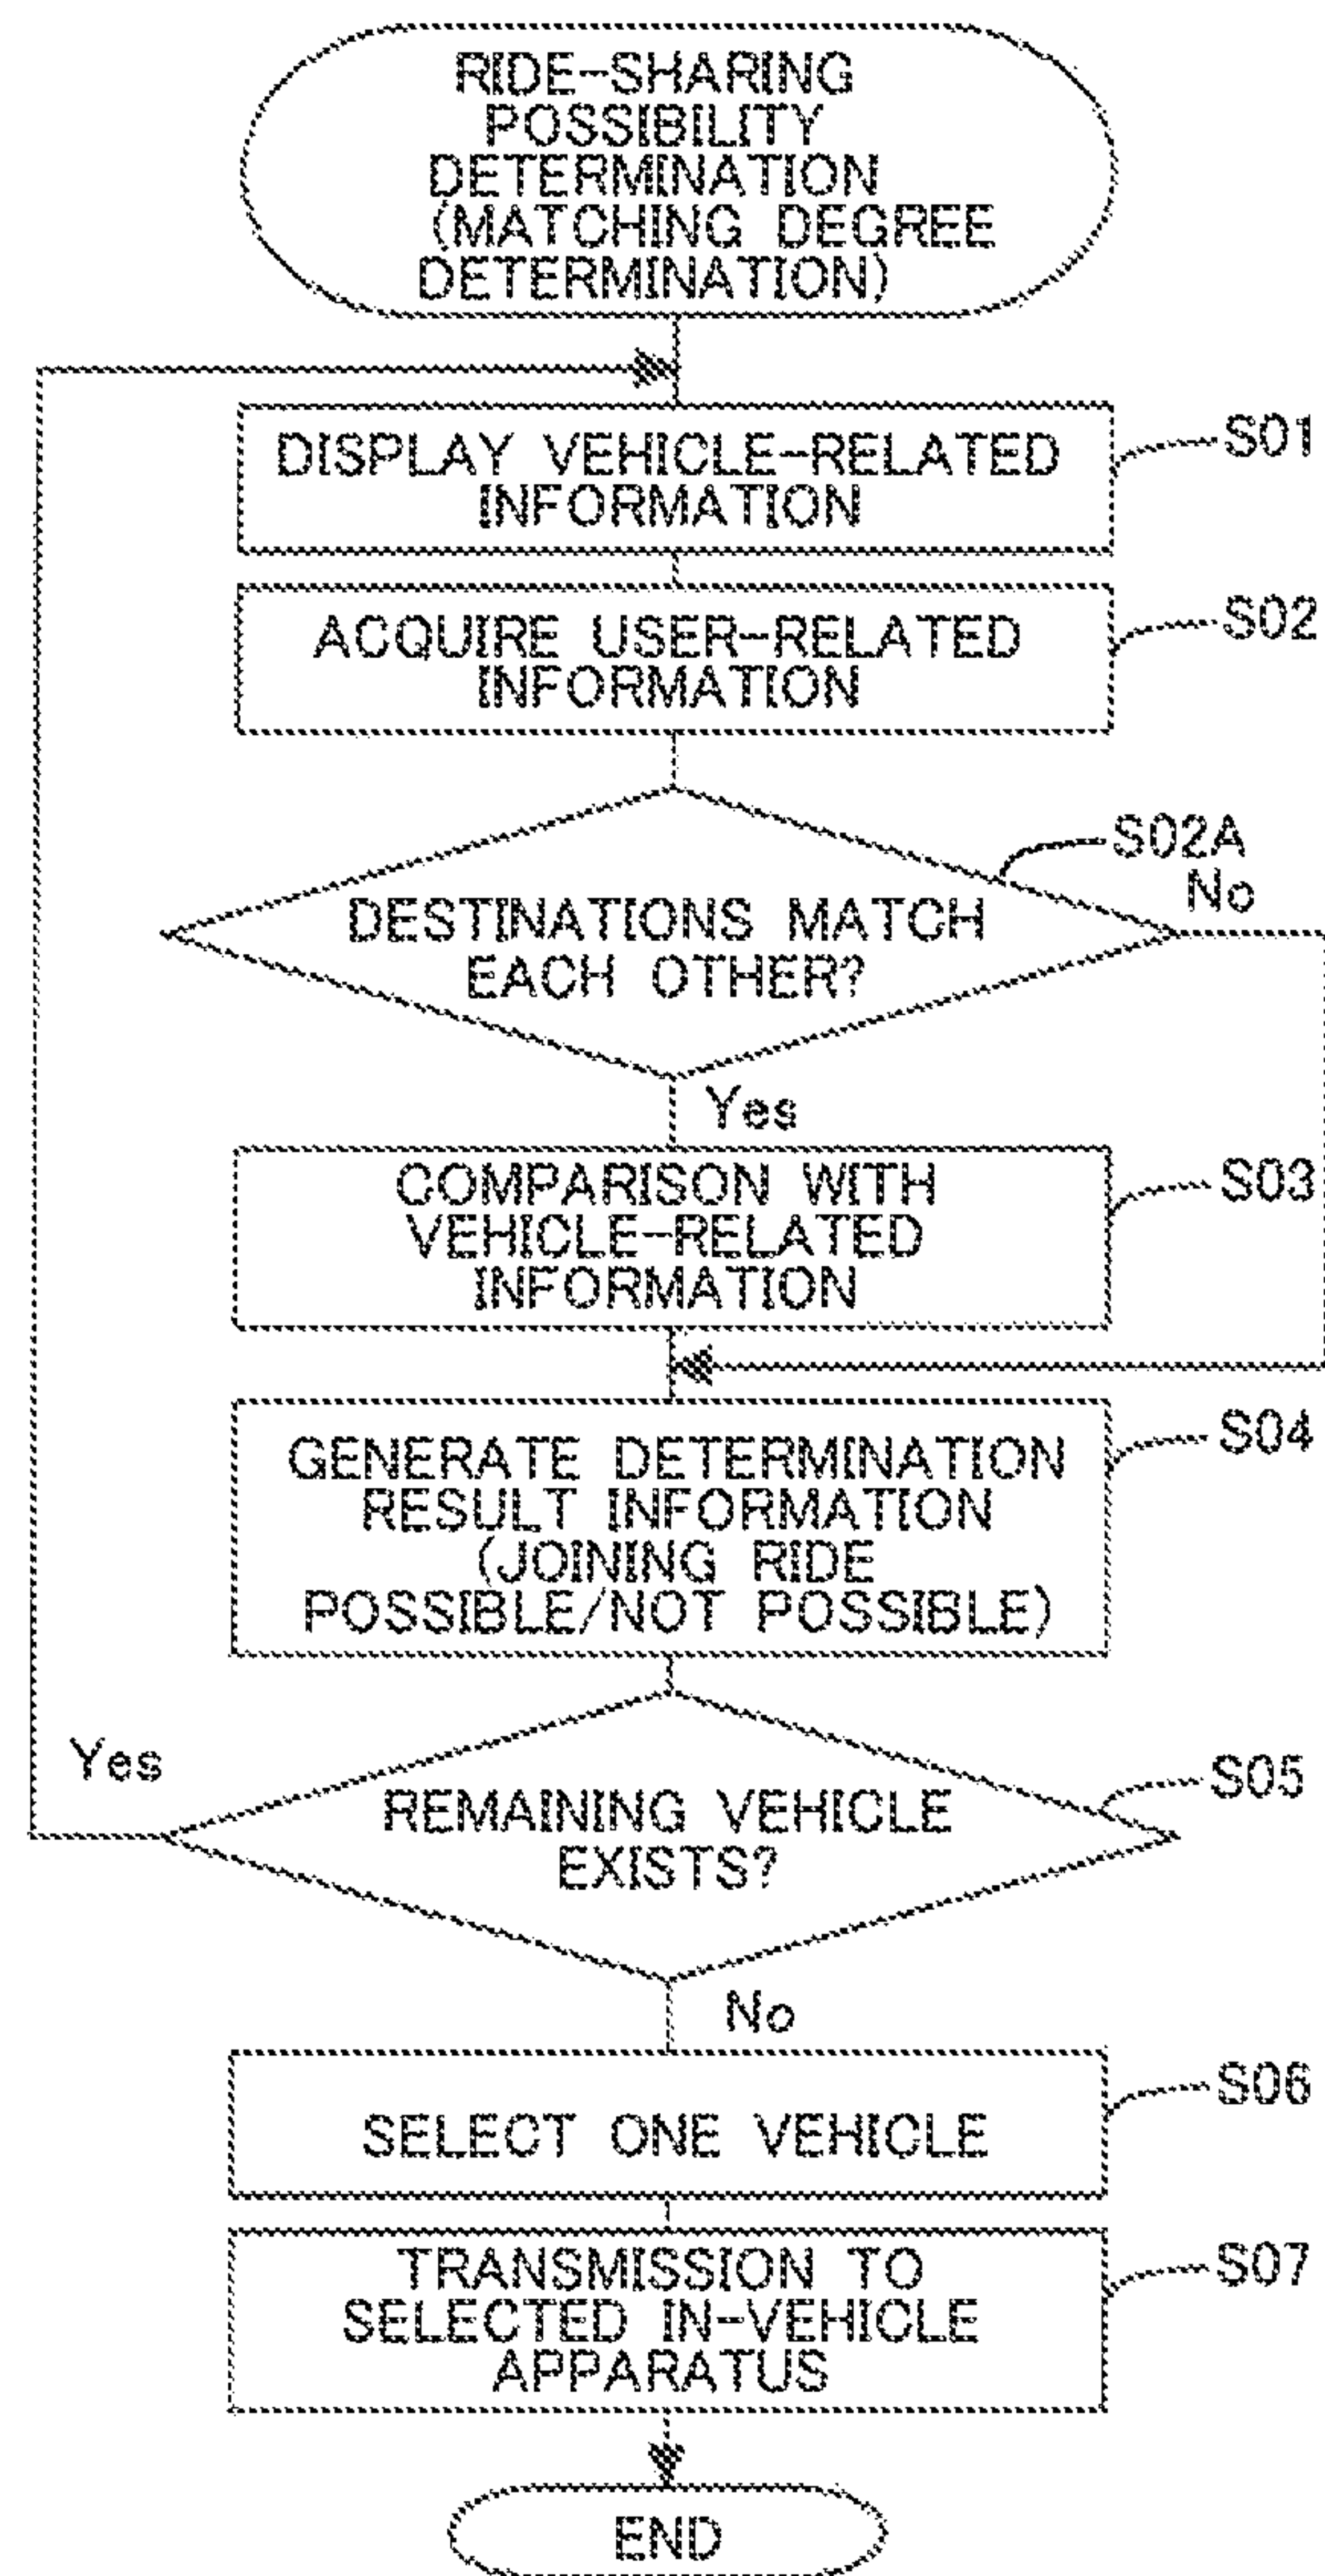 RIDE-SHARING
POSSIBILITY
DETERMINATION
(MATCHING DEGREE
DETERMINATION)
DISPLAY VEHICLE-RELATED
INFORMATION
S01
ACQUIRE USER-RELATED
INFORMATION
S02
S02A
No
DESTINATIONS MATCH
EACH OTHER?
Yes
COMPARISON WITH
VEHICLE-RELATED
INFORMATION
S03
GENERATE DETERMINATION
RESULT INFORMATION
(JOINING RIDE
POSSIBLE/NOT POSSIBLE)
S04
Yes
REMAINING VEHICLE
EXISTS?
S05
No
SELECT ONE VEHICLE
S06
TRANSMISSION TO
SELECTED IN-VEHICLE
APPARATUS
S07
END